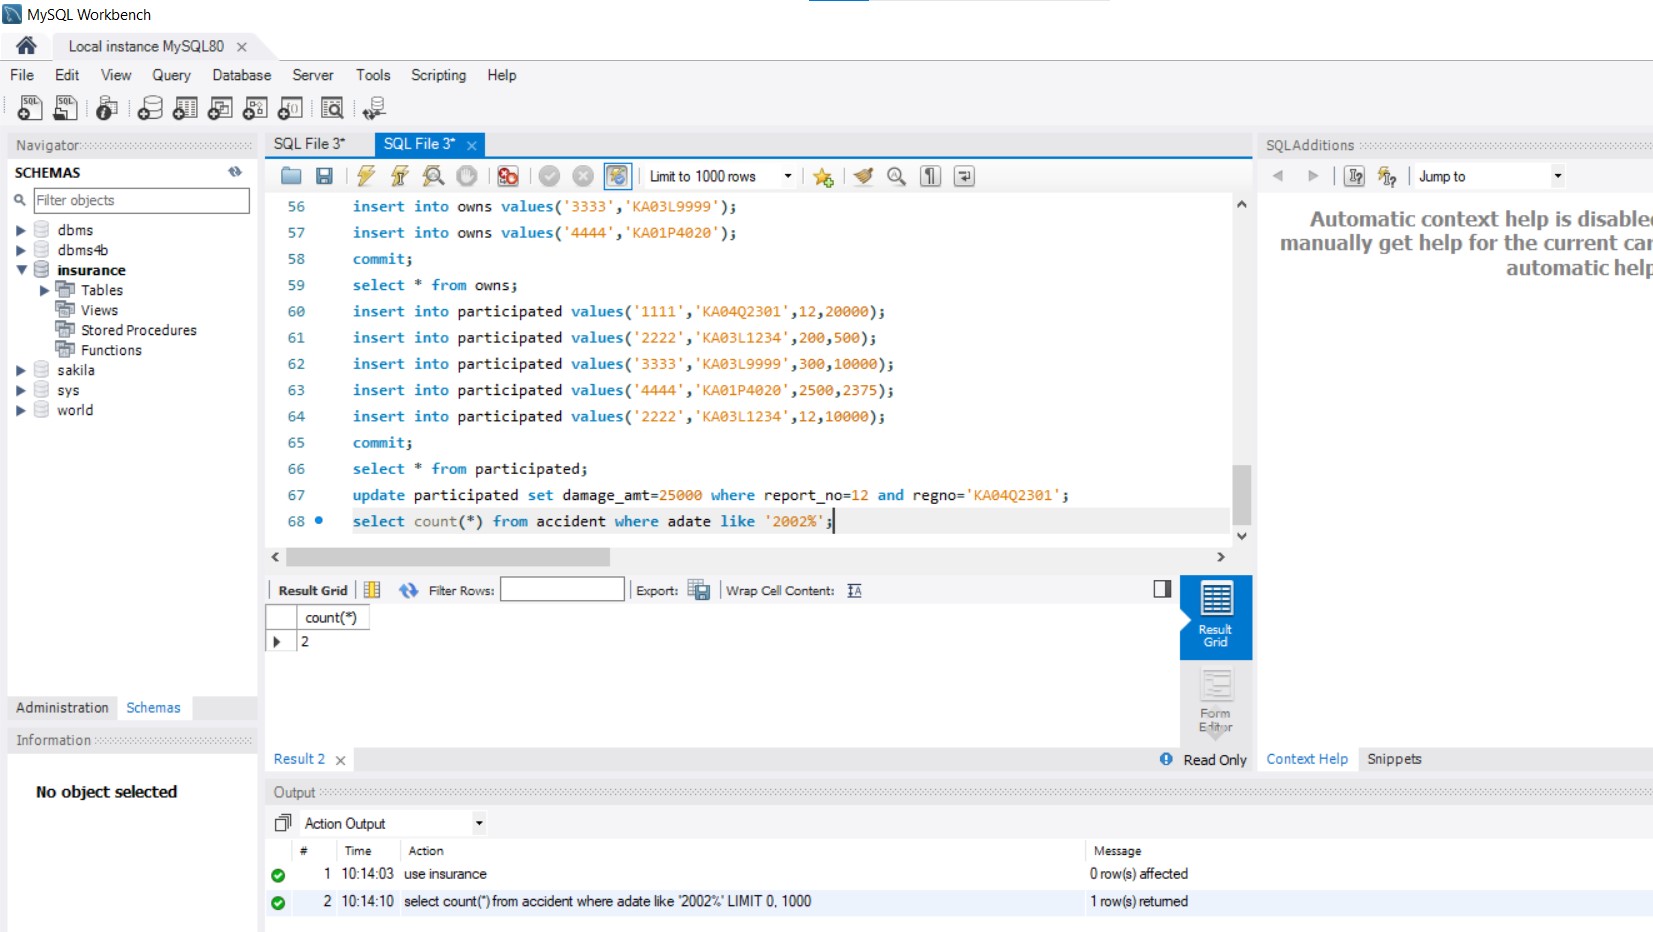 MySQL Workbench
Local instance MySQL80
File Edit View Query Database Server Tools Scripting Help
Navigator
SCHEMAS
Filter objects
dbms
dbms4b
insurance
Tables
Views
Stored Procedures
Functions
sakila
sys
world
Administration Schemas
Information
No object selected
SQL File 3* SQL File 3*
Limit to 1000 rows
56 insert into owns values('3333','KA03L9999');
57 insert into owns values('4444','KA01P4020');
58 commit;
59 select * from owns;
60 insert into participated values('1111','KA04Q2301',12,20000);
61 insert into participated values('2222','KA03L1234',200,500);
62 insert into participated values('3333','KA03L9999',300,10000);
63 insert into participated values('4444','KA01P4020',2500,2375);
64 insert into participated values('2222','KA03L1234',12,10000);
65 commit;
66 select * from participated;
67 update participated set damage_amt=25000 where report_no=12 and regno='KA04Q2301';
68 select count(*) from accident where adate like '2002%';
Result Grid Filter Rows: Export: Wrap Cell Content:
count(*)
2
Result
Grid
Form
Editor
Result 2 Read Only
SQLAdditions
Jump to
Automatic context help is disabled
manually get help for the current car
automatic help
Context Help Snippets
Output
Action Output
# Time Action Message
1 10:14:03 use insurance 0 row(s) affected
2 10:14:10 select count(*) from accident where adate like '2002%' LIMIT 0, 1000 1 row(s) returned